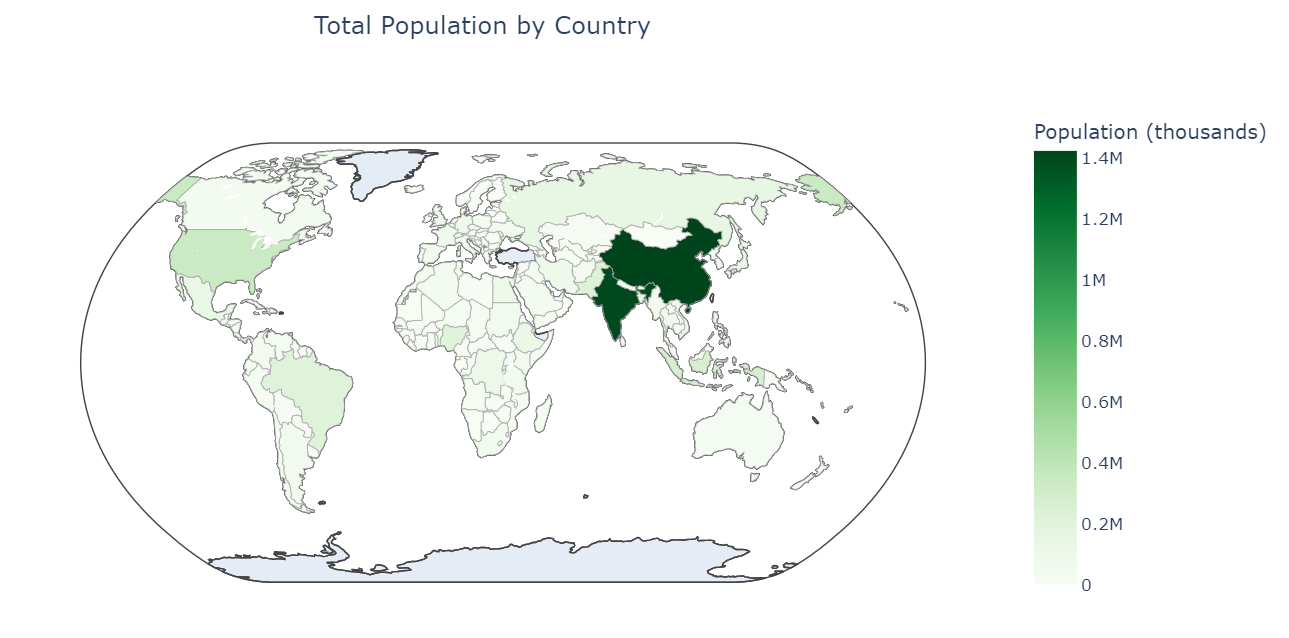 Total Population by Country
Population (thousands)
1.4M
1.2M
1M
0.8M
0.6M
0.4M
0.2M
0